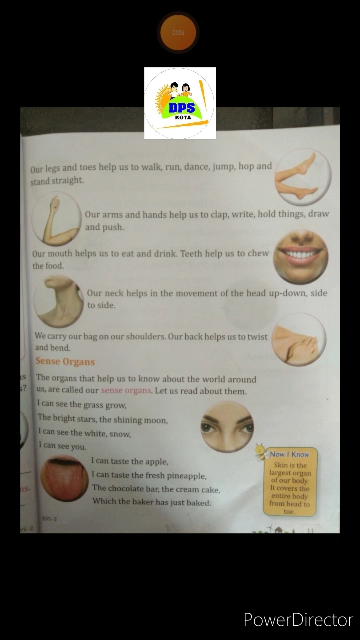 DPS
KOTA
Our legs and toes help us to walk, run, dance, jump, hop and
stand straight.
Our arms and hands help us to clap, write, hold things, draw
and push.
Our mouth helps us to eat and drink. Teeth help us to chew
the food.
Our neck helps in the movement of the head up-down, side
to side.
We carry our bag on our shoulders. Our back helps us to twist
and bend.
Sense Organs
The organs that help us to know about the world around
us, are called our sense organs. Let us read about them.
I can see the grass grow,
The bright stars, the shining moon,
I can see the white, snow,
I can see you.
I can taste the apple,
I can taste the fresh pineapple,
The chocolate bar, the cream cake,
Which the baker has just baked.
NOW I KNOW
Skin is the
largest organ
of our body.
It covers the
entire body
from head to
toe.
PowerDirector